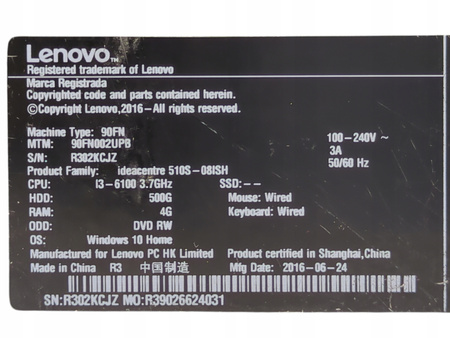 Lenovo™
Registered trademark of Lenovo
Marca Registrada
Copyrighted code and parts contained herein.
©Copyright Lenovo,2016–All rights reserved.
Machine Type: 90FN
MTM: 90FN002UPB
S/N: R302KCJZ
100-240V~
3A
50/60 Hz
Product Family: ideacentre 510S-08ISH
CPU: I3-6100 3.7GHz SSD:--
HDD: 500G Mouse: Wired
RAM: 4G Keyboard: Wired
ODD: DVD RW
OS: Windows 10 Home
Manufactured for Lenovo PC HK Limited Product certified in Shanghai,China
Made in China R3 中国制造 Mfg Date: 2016-06-24
SN:R302KCJZ MO:R39026624031